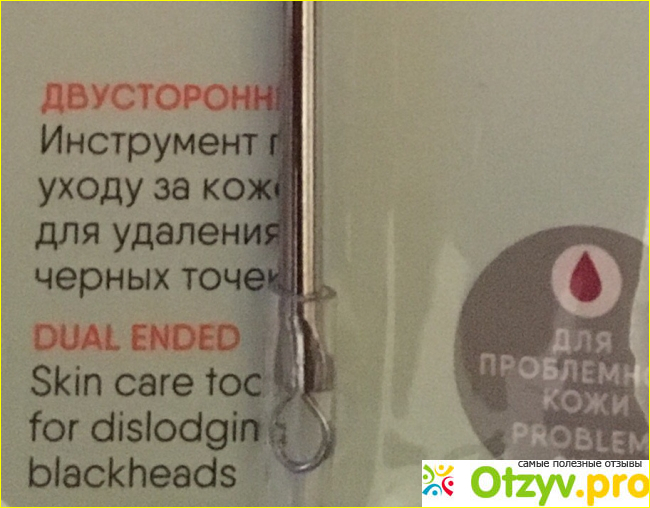 ДВУСТОРОНН
Инструмент
уходу за кож
для удаления
черных точек
DUAL ENDED
Skin care too
for dislodgin
blackheads
ДЛЯ
ПРОБЛЕМН
КОЖИ
PROBLEM
самые полезные отзывы
Otzyv.pro